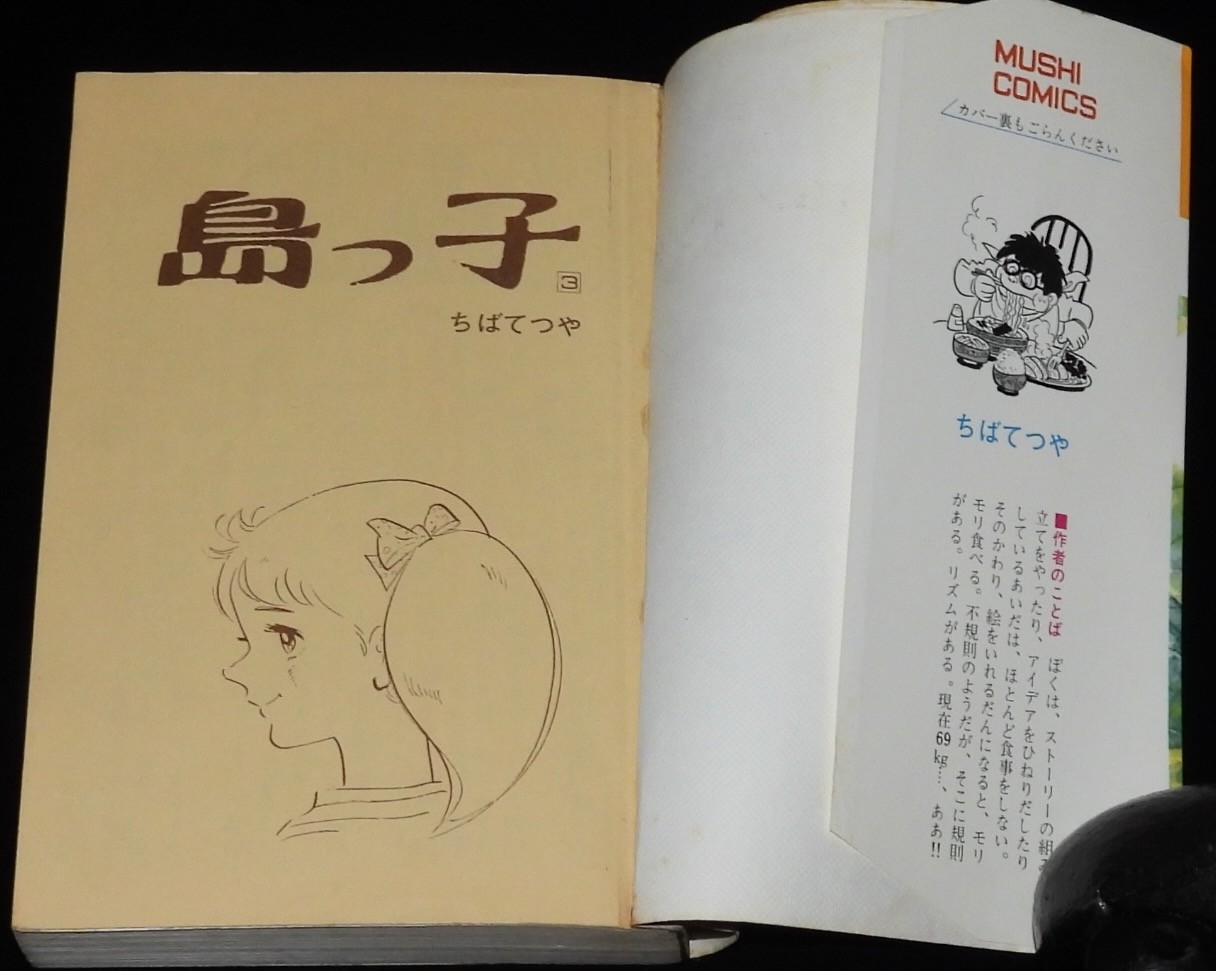 島っ子
3
ちばてつや
MUSHI
COMICS
カバー裏もごらんください
ちばてつや
■作者のことば ぼくは、ストーリーの組み
立てをやったり、アイデアをひねりだしたり
しているあいだは、ほとんど食事をしない。
そのかわり、絵をいれるだんになると、モリ
モリ食べる。不規則のようだが、そこに規則
がある。リズムがある。現在69kg…、ああ!!